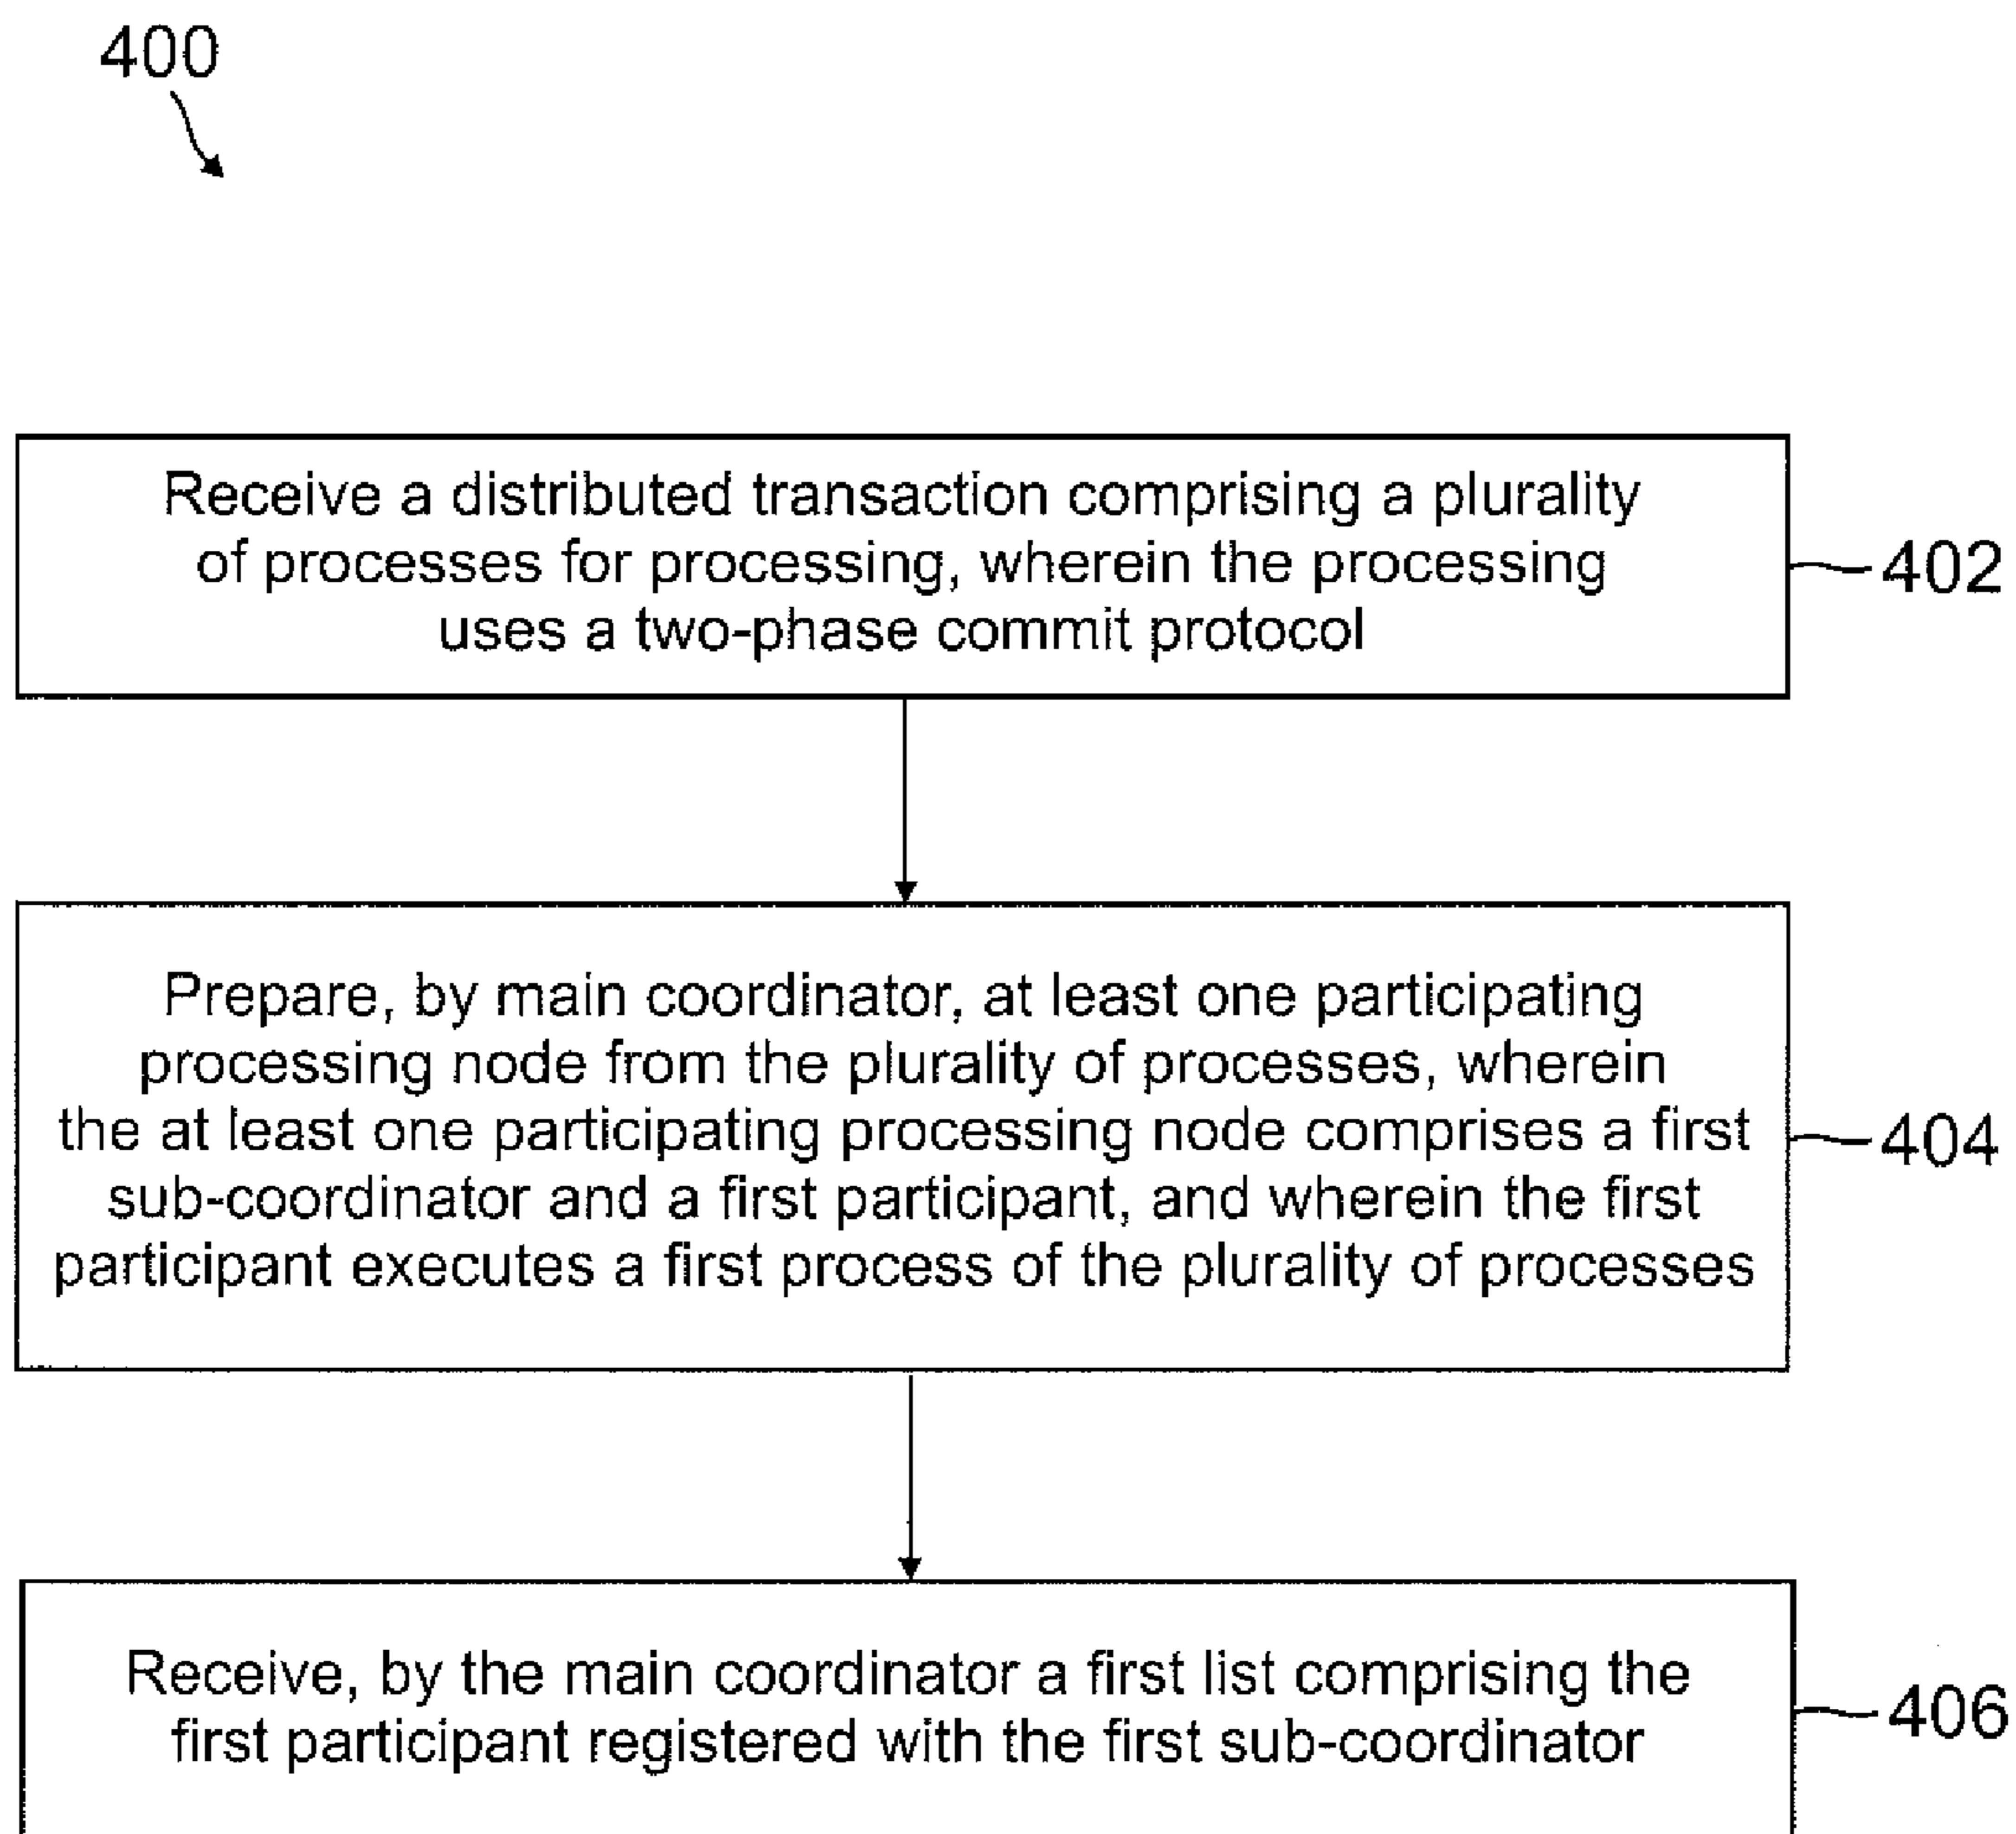 400
Receive a distributed transaction comprising a plurality
of processes for processing, wherein the processing
uses a two-phase commit protocol
402
Prepare, by main coordinator, at least one participating
processing node from the plurality of processes, wherein
the at least one participating processing node comprises a first
sub-coordinator and a first participant, and wherein the first
participant executes a first process of the plurality of processes
404
Receive, by the main coordinator a first list comprising the
first participant registered with the first sub-coordinator
406